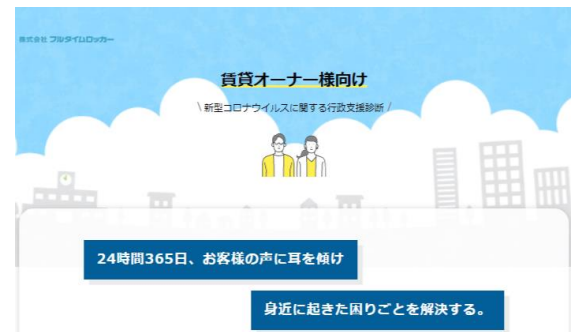 株式会社 フルタイムロッカー
賃貸オーナー様向け
\ 新型コロナウイルスに関する行政支援診断 /
24時間365日、お客様の声に耳を傾け
身近に起きた困りごとを解決する。